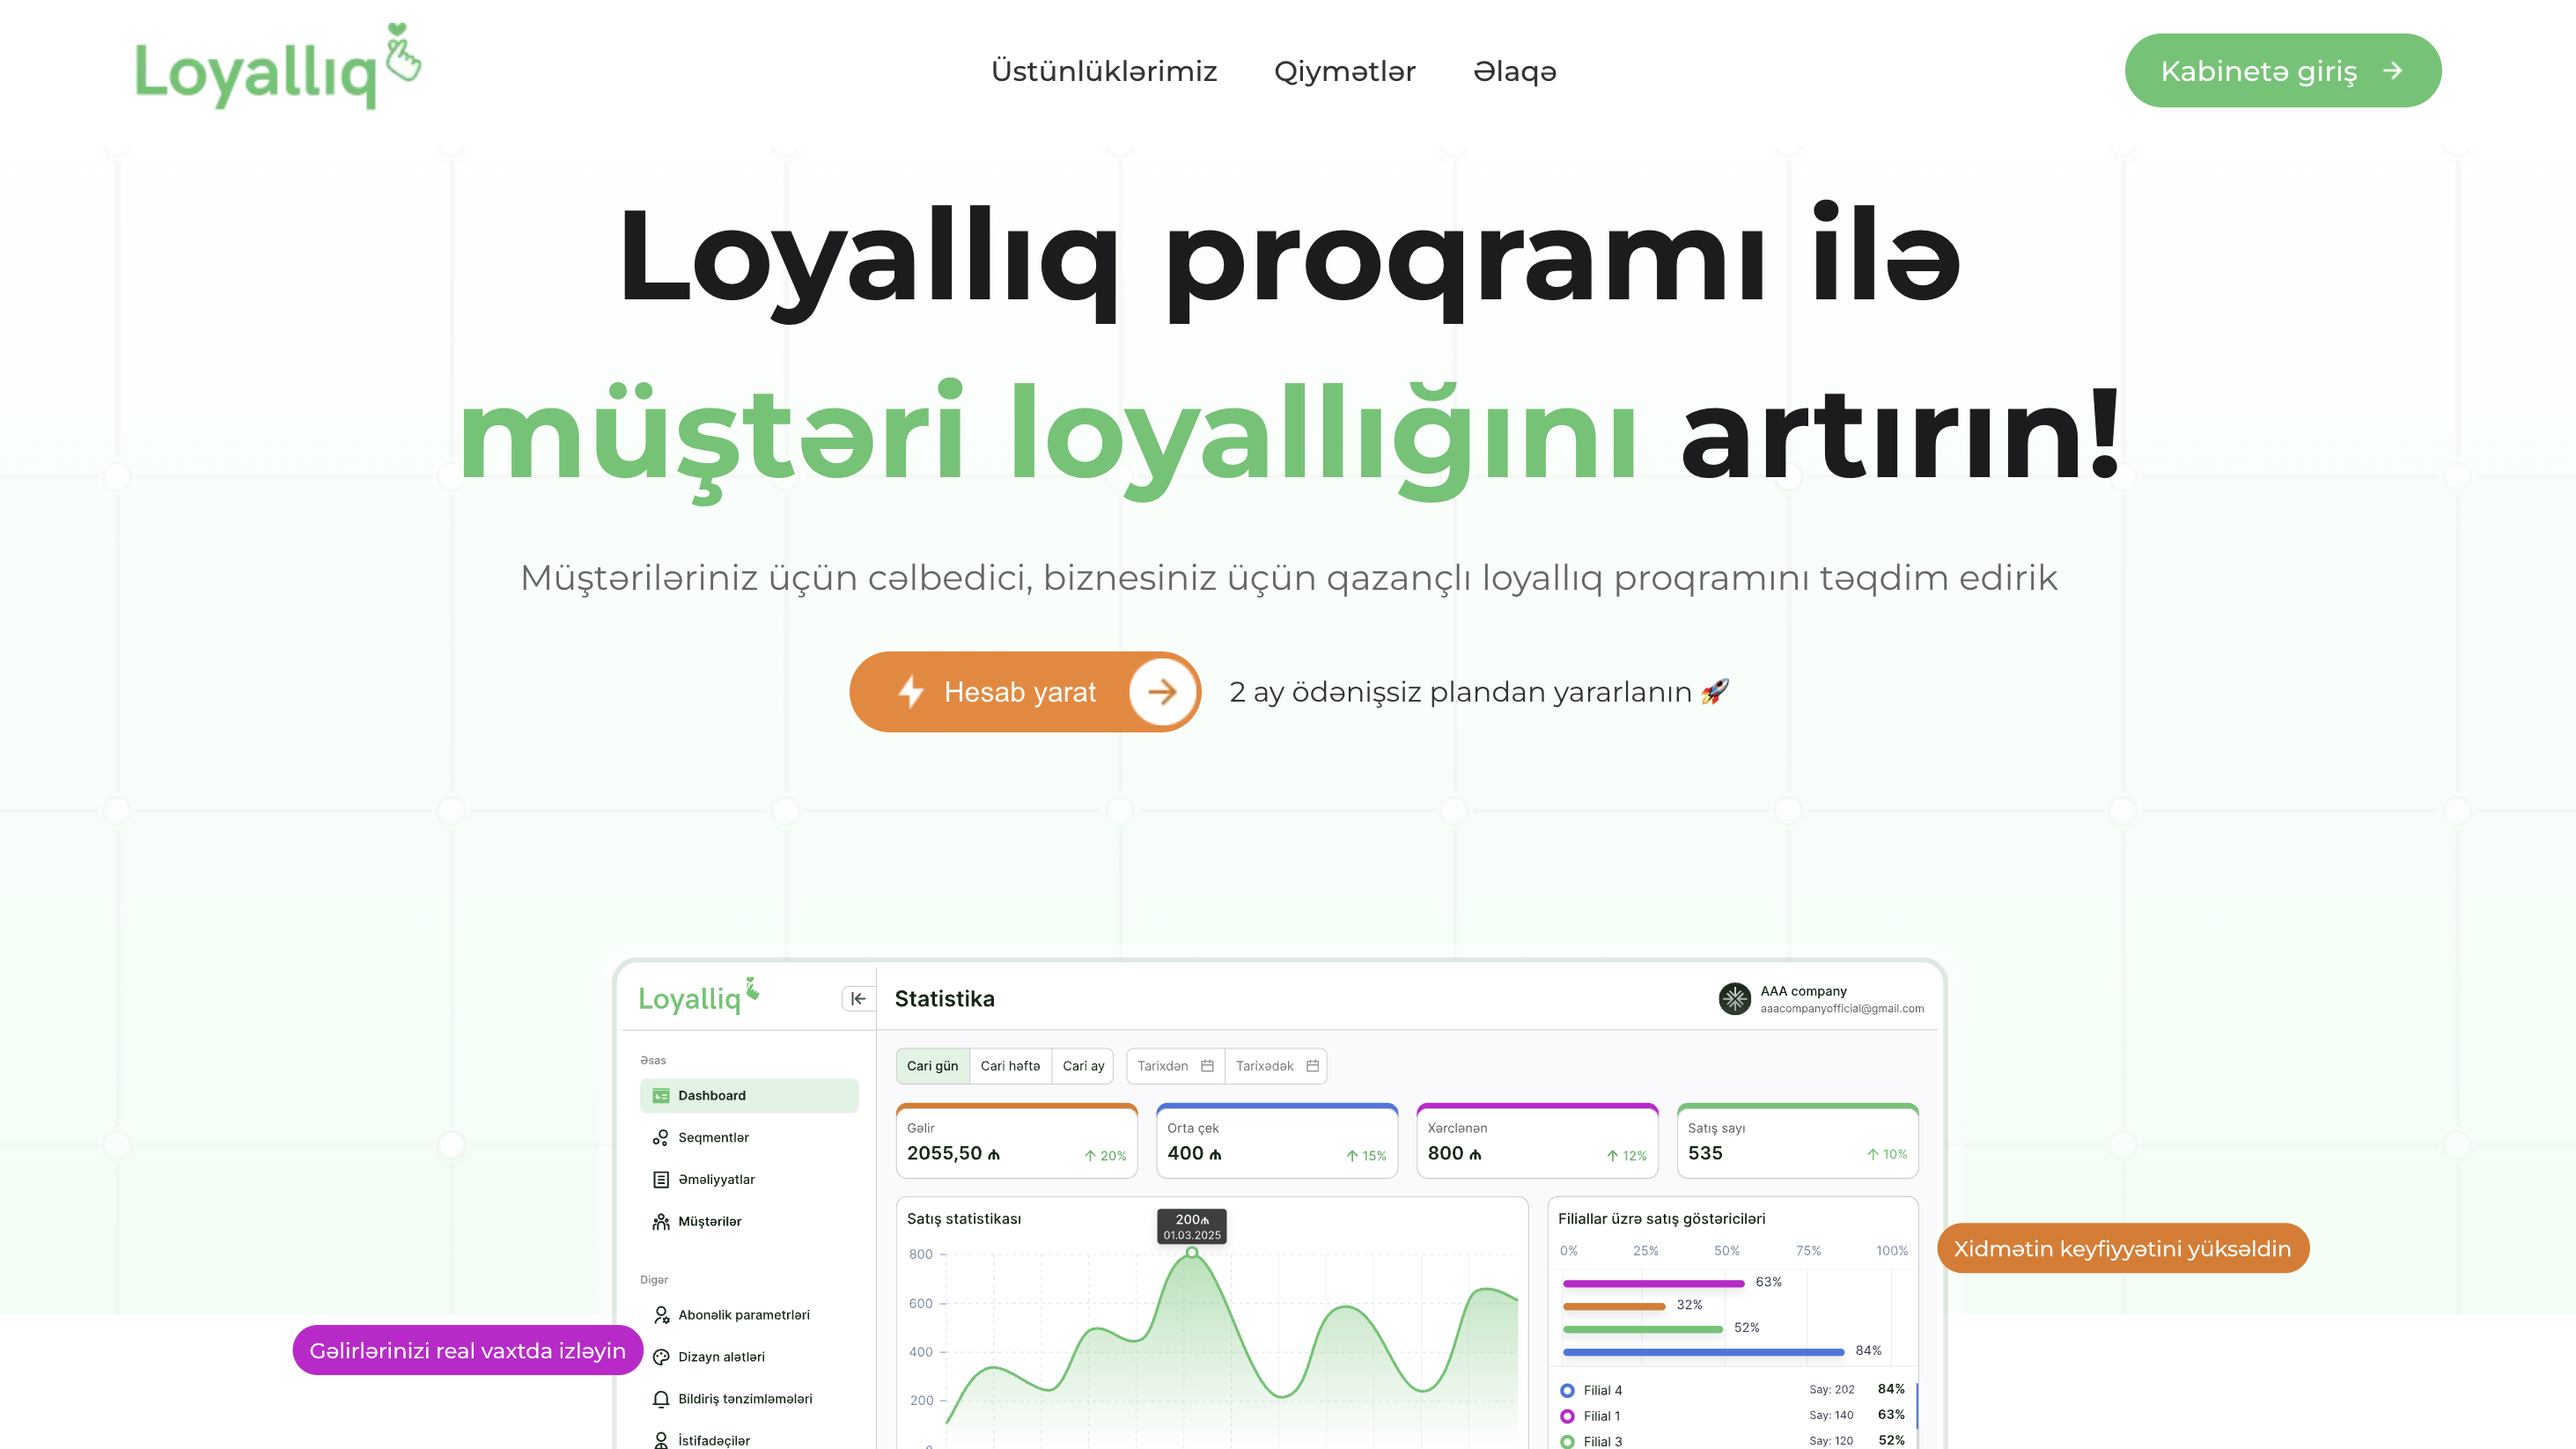 Loyallıq
Üstünlüklərimiz
Qiymətlər
Əlaqə
Kabinetə giriş
Loyallıq proqramı ilə
müştəri loyallığını artırın!
Müştəriləriniz üçün cəlbedici, biznesiniz üçün qazançlı loyallıq proqramını təqdim edirik
Hesab yarat
2 ay ödənişsiz plandan yararlanın 🚀
Loyalliq
Statistika
AAA company
aaacompanyofficial@gmail.com
Əsas
Dashboard
Seqmentlər
Əməliyyatlar
Müştərilər
Digər
Abonəlik parametrləri
Dizayn alətləri
Bildiriş tənzimləmələri
İstifadəçilər
Cari gün
Cari həftə
Cari ay
Tarixdən
Tarixədək
Gəlir
2055,50 ₼
20%
Orta çek
400 ₼
15%
Xərclənən
800 ₼
12%
Satış sayı
535
10%
Satış statistikası
200₼
01.03.2025
800
600
400
200
Filiallar üzrə satış göstəriciləri
0% 25% 50% 75% 100%
63%
32%
52%
84%
Filial 4 Say: 202 84%
Filial 1 Say: 140 63%
Filial 3 Say: 120 52%
Xidmətin keyfiyyətini yüksəldin
Gəlirlərinizi real vaxtda izləyin